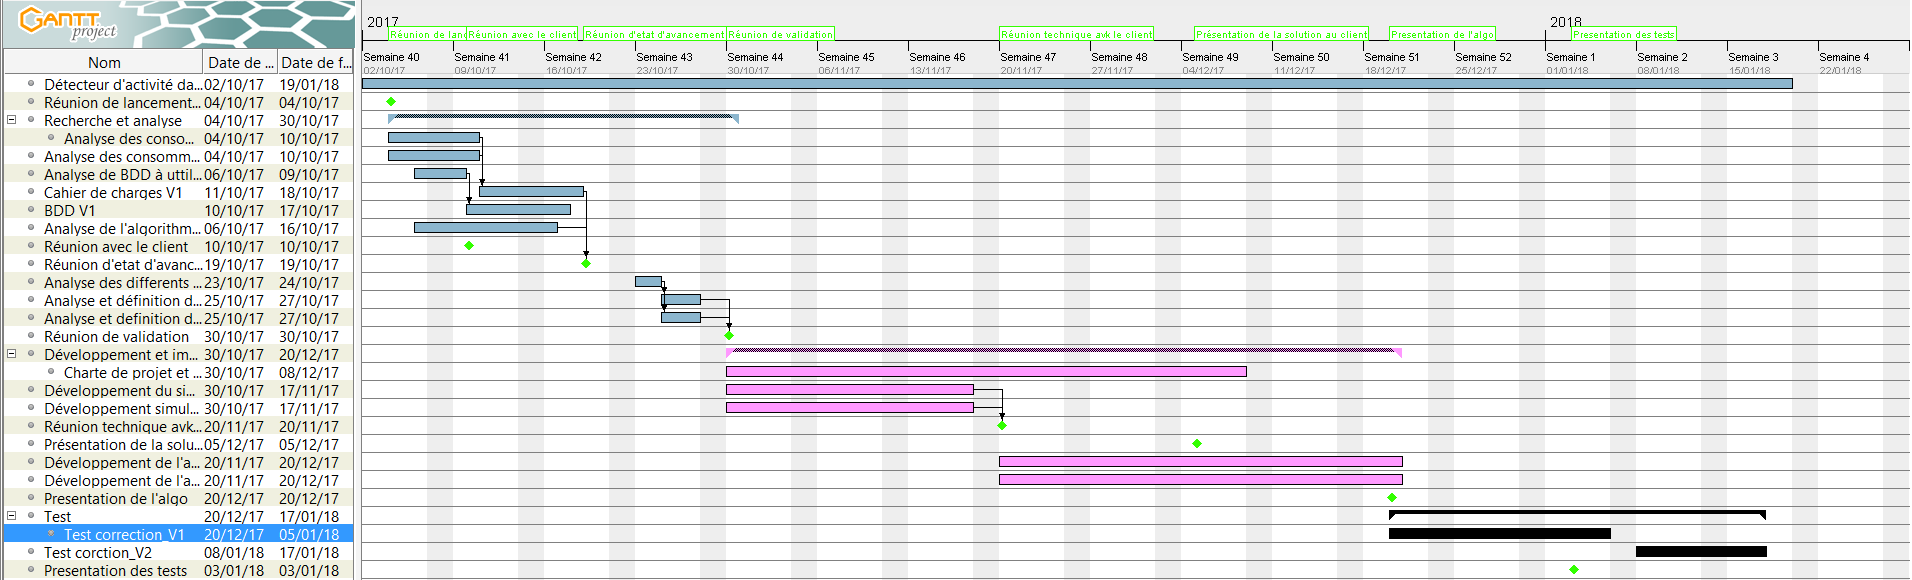 GANTT
project
2017
2018
Réunion de lanc
Réunion avec le client
Réunion d'etat d'avancement
Réunion de validation
Réunion technique avk le client
Présentation de la solution au client
Presentation de l'algo
Presentation des tests
Semaine 40 Semaine 41 Semaine 42 Semaine 43 Semaine 44 Semaine 45 Semaine 46 Semaine 47 Semaine 48 Semaine 49 Semaine 50 Semaine 51 Semaine 52 Semaine 1 Semaine 2 Semaine 3 Semaine 4
02/10/17 09/10/17 16/10/17 23/10/17 30/10/17 06/11/17 13/11/17 20/11/17 27/11/17 04/12/17 11/12/17 18/12/17 25/12/17 01/01/18 08/01/18 15/01/18 22/01/18
Nom Date de ... Date de f...
Détecteur d'activité da... 02/10/17 19/01/18
Réunion de lancement... 04/10/17 04/10/17
Recherche et analyse 04/10/17 30/10/17
Analyse des conso... 04/10/17 10/10/17
Analyse des consomm... 04/10/17 10/10/17
Analyse de BDD à uttil... 06/10/17 09/10/17
Cahier de charges V1 11/10/17 18/10/17
BDD V1 10/10/17 17/10/17
Analyse de l'algorithm... 06/10/17 16/10/17
Réunion avec le client 10/10/17 10/10/17
Réunion d'etat d'avanc... 19/10/17 19/10/17
Analyse des differents ... 23/10/17 24/10/17
Analyse et définition d... 25/10/17 27/10/17
Analyse et definition d... 25/10/17 27/10/17
Réunion de validation 30/10/17 30/10/17
Développement et im... 30/10/17 20/12/17
Charte de projet et ... 30/10/17 08/12/17
Développement du si... 30/10/17 17/11/17
Développement simul... 30/10/17 17/11/17
Réunion technique avk... 20/11/17 20/11/17
Présentation de la solu... 05/12/17 05/12/17
Développement de l'a... 20/11/17 20/12/17
Développement de l'a... 20/11/17 20/12/17
Presentation de l'algo 20/12/17 20/12/17
Test 20/12/17 17/01/18
Test correction_V1 20/12/17 05/01/18
Test corction_V2 08/01/18 17/01/18
Presentation des tests 03/01/18 03/01/18